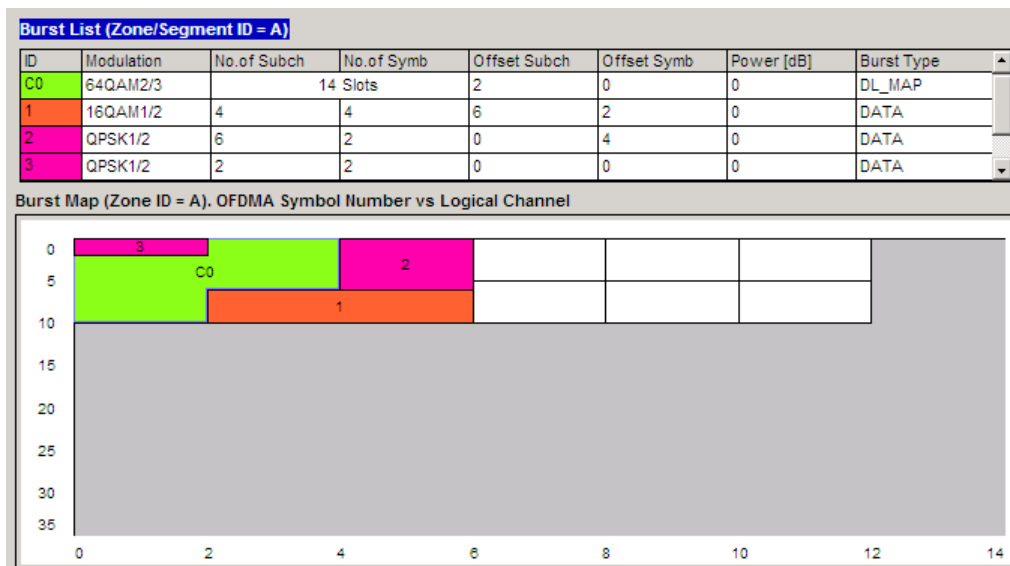 Burst List (Zone/Segment ID = A)
ID Modulation No.of Subch No.of Symb Offset Subch Offset Symb Power [dB] Burst Type
C0 64QAM2/3 14 Slots 2 0 0 DL_MAP
1 16QAM1/2 4 4 6 2 0 DATA
2 QPSK1/2 6 2 0 4 0 DATA
3 QPSK1/2 2 2 0 0 0 DATA
Burst Map (Zone ID = A). OFDMA Symbol Number vs Logical Channel
0 3
C0 2
5
1
10
15
20
25
30
35
0 2 4 6 8 10 12 14